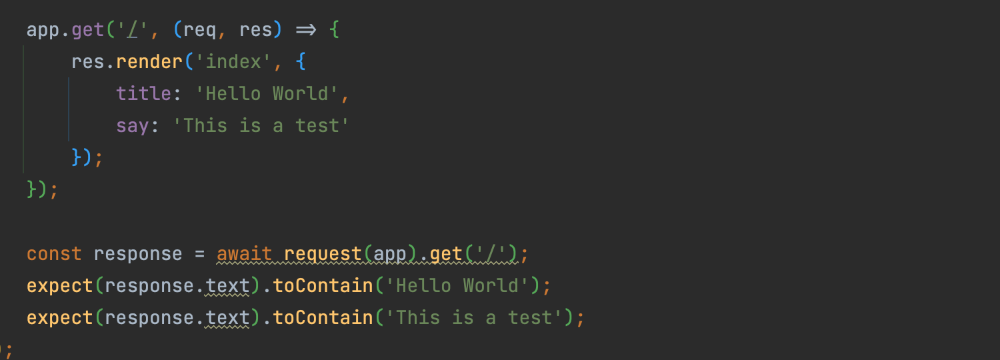 app.get('/', (req, res) => {
    res.render('index', {
        title: 'Hello World',
        say: 'This is a test'
    });
});

const response = await request(app).get('/');
expect(response.text).toContain('Hello World');
expect(response.text).toContain('This is a test');
);